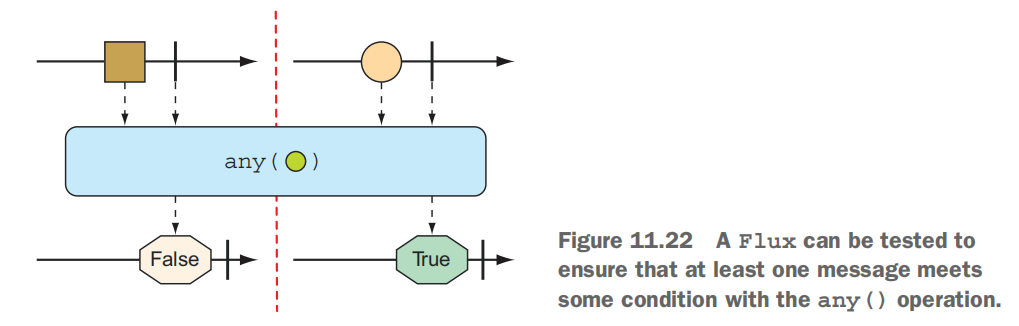 any( )
False
True
Figure 11.22 A Flux can be tested to
ensure that at least one message meets
some condition with the any() operation.